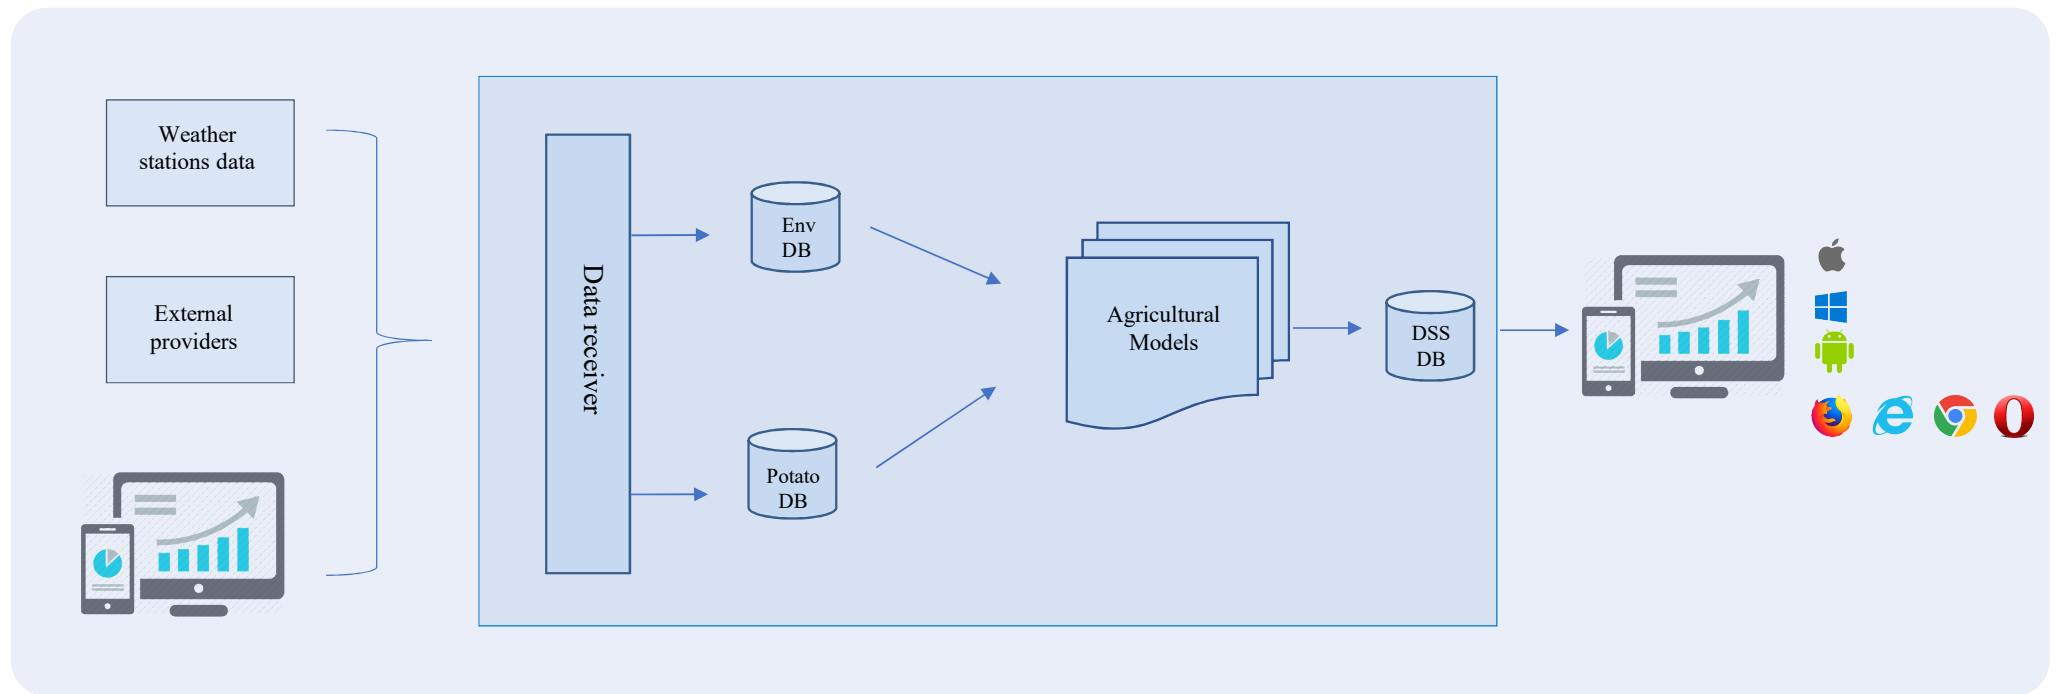 Weather
stations data
External
providers
Data receiver
Env
DB
Potato
DB
Agricultural
Models
DSS
DB